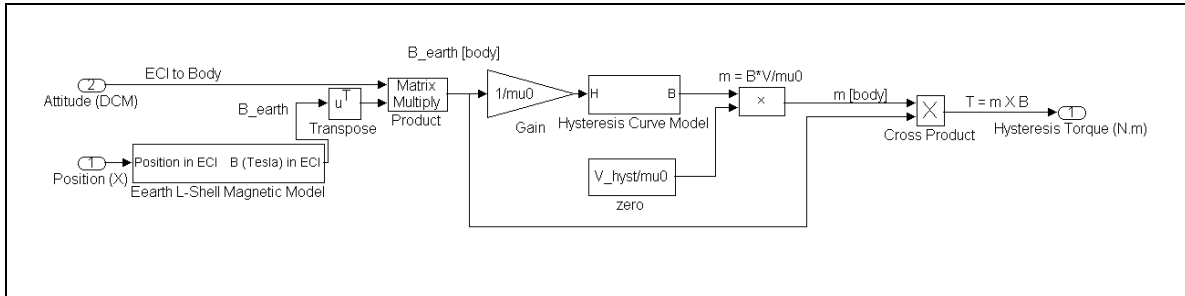 B_earth [body]
ECI to Body
2
Attitude (DCM)
B_earth
u^T
Transpose
Matrix
Multiply
Product
1/mu0
Gain
H B
Hysteresis Curve Model
m = B*V/mu0
×
m [body]
Cross Product
T = m X B
1
Hysteresis Torque (N.m)
1
Position (X)
Position in ECI B (Tesla) in ECI
Eearth L-Shell Magnetic Model
V_hyst/mu0
zero